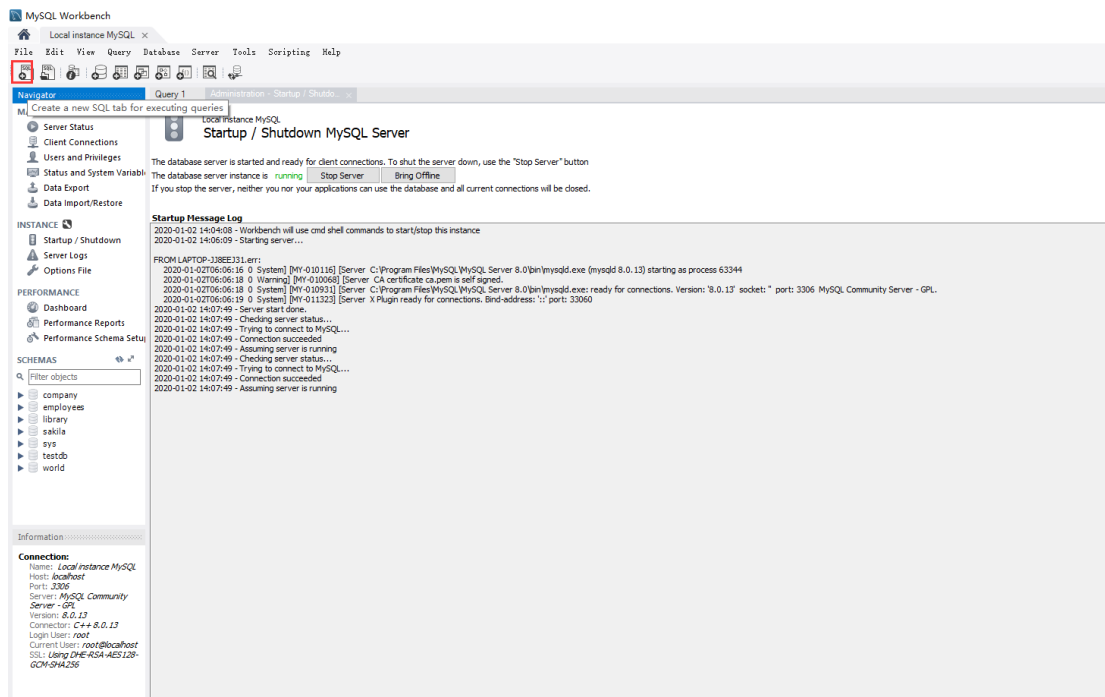 MySQL Workbench
Local instance MySQL ×
File Edit View Query Database Server Tools Scripting Help
Navigator
Query 1
Administration - Startup / Shutdo... x
Create a new SQL tab for executing queries
Local instance MySQL
Startup / Shutdown MySQL Server
Server Status
Client Connections
Users and Privileges
Status and System Variabl
Data Export
Data Import/Restore
INSTANCE
Startup / Shutdown
Server Logs
Options File
PERFORMANCE
Dashboard
Performance Reports
Performance Schema Setu
SCHEMAS
Filter objects
company
employees
library
sakila
sys
testdb
world
The database server is started and ready for client connections. To shut the server down, use the "Stop Server" button
The database server instance is running Stop Server Bring Offline
If you stop the server, neither you nor your applications can use the database and all current connections will be closed.
Startup Message Log
2020-01-02 14:04:08 - Workbench will use cmd shell commands to start/stop this instance
2020-01-02 14:06:09 - Starting server...
FROM LAPTOP-JJ8EEJ31.err:
2020-01-02T06:06:16 0 System] [MY-010116] [Server C:\Program Files\MySQL\MySQL Server 8.0\bin\mysqld.exe (mysqld 8.0.13) starting as process 63344
2020-01-02T06:06:18 0 Warning] [MY-010068] [Server CA certificate ca.pem is self signed.
2020-01-02T06:06:18 0 System] [MY-010931] [Server C:\Program Files\MySQL\MySQL Server 8.0\bin\mysqld.exe: ready for connections. Version: '8.0.13' socket: '' port: 3306 MySQL Community Server - GPL.
2020-01-02T06:06:19 0 System] [MY-011323] [Server X Plugin ready for connections. Bind-address: '::' port: 33060
2020-01-02 14:07:49 - Server start done.
2020-01-02 14:07:49 - Checking server status...
2020-01-02 14:07:49 - Trying to connect to MySQL...
2020-01-02 14:07:49 - Connection succeeded
2020-01-02 14:07:49 - Assuming server is running
2020-01-02 14:07:49 - Checking server status...
2020-01-02 14:07:49 - Trying to connect to MySQL...
2020-01-02 14:07:49 - Connection succeeded
2020-01-02 14:07:49 - Assuming server is running
Information
Connection:
Name: Local instance MySQL
Host: localhost
Port: 3306
Server: MySQL Community
Server - GPL
Version: 8.0.13
Connector: C++ 8.0.13
Login User: root
Current User: root@localhost
SSL: Using DHE-RSA-AES128-
GCM-SHA256